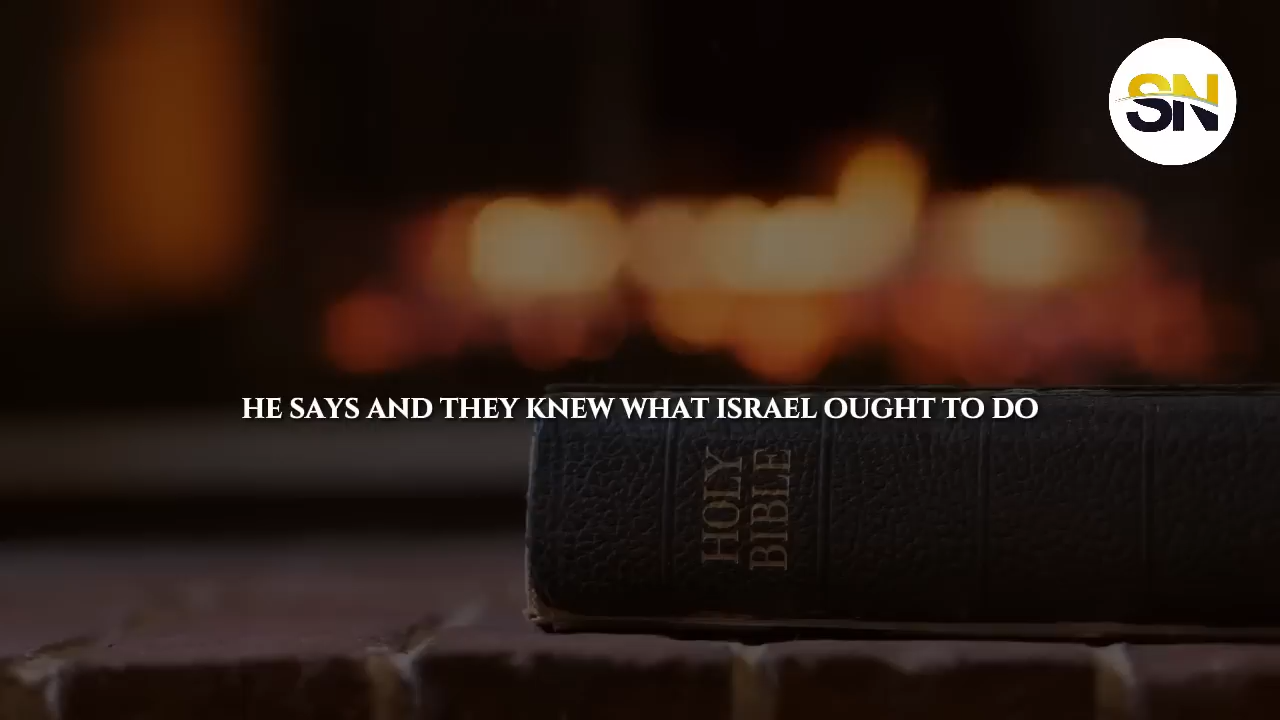 SN
HE SAYS AND THEY KNEW WHAT ISRAEL OUGHT TO DO
HOLY
BIBLE